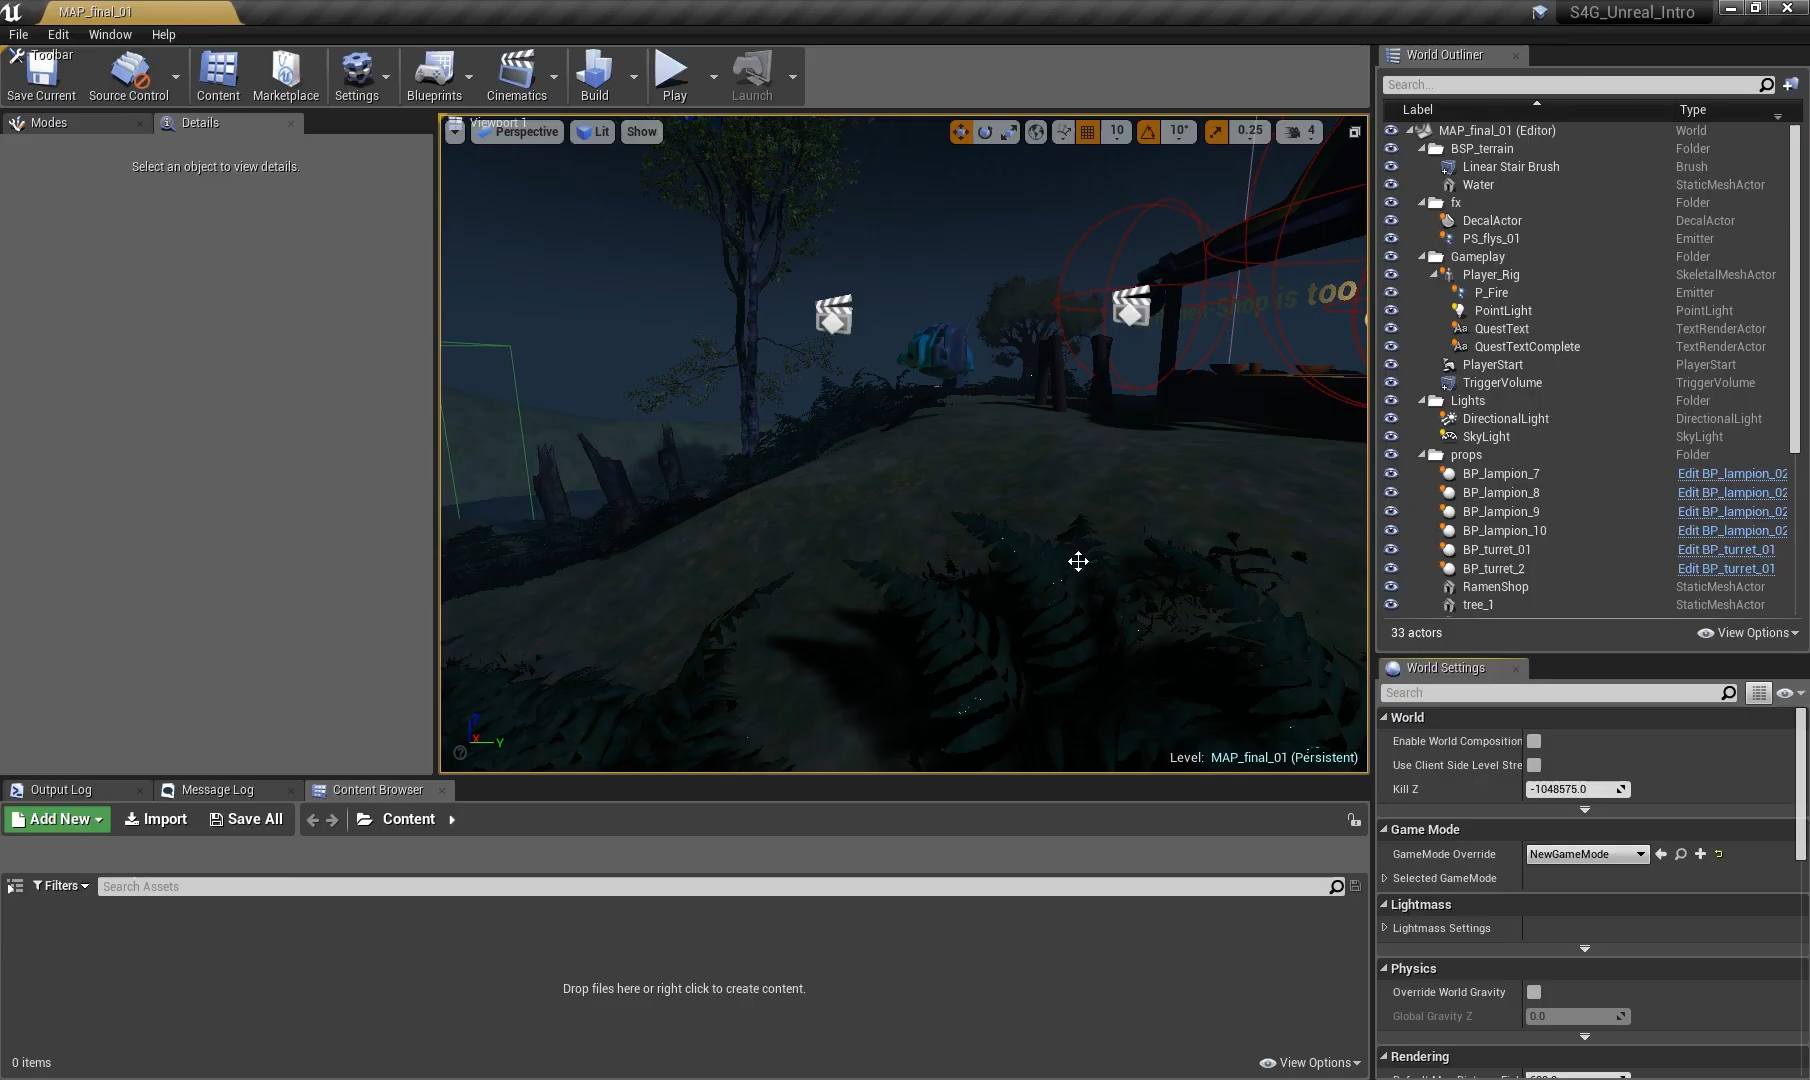 MAP_final_01
S4G_Unreal_Intro
File Edit Window Help
Toolbar
Save Current
Source Control
Content
Marketplace
Settings
Blueprints
Cinematics
Build
Play
Launch
Modes
Details
Select an object to view details.
Viewport 1
Perspective
Lit
Show
10
10°
0.25
4
Shop is too
Level: MAP_final_01 (Persistent)
World Outliner
Search...
Label Type
MAP_final_01 (Editor) World
BSP_terrain Folder
Linear Stair Brush Brush
Water StaticMeshActor
fx Folder
DecalActor DecalActor
PS_flys_01 Emitter
Gameplay Folder
Player_Rig SkeletalMeshActor
P_Fire Emitter
PointLight PointLight
QuestText TextRenderActor
QuestTextComplete TextRenderActor
PlayerStart PlayerStart
TriggerVolume TriggerVolume
Lights Folder
DirectionalLight DirectionalLight
SkyLight SkyLight
props Folder
BP_lampion_7 Edit BP_lampion_02
BP_lampion_8 Edit BP_lampion_02
BP_lampion_9 Edit BP_lampion_02
BP_lampion_10 Edit BP_lampion_02
BP_turret_01 Edit BP_turret_01
BP_turret_2 Edit BP_turret_01
RamenShop StaticMeshActor
tree_1 StaticMeshActor
33 actors View Options
World Settings
Search
World
Enable World Composition
Use Client Side Level Stre
Kill Z -1048575.0
Game Mode
GameMode Override NewGameMode
Selected GameMode
Lightmass
Lightmass Settings
Physics
Override World Gravity
Global Gravity Z 0.0
Rendering
Output Log
Message Log
Content Browser
Add New
Import
Save All
Content
Filters
Search Assets
Drop files here or right click to create content.
0 items
View Options